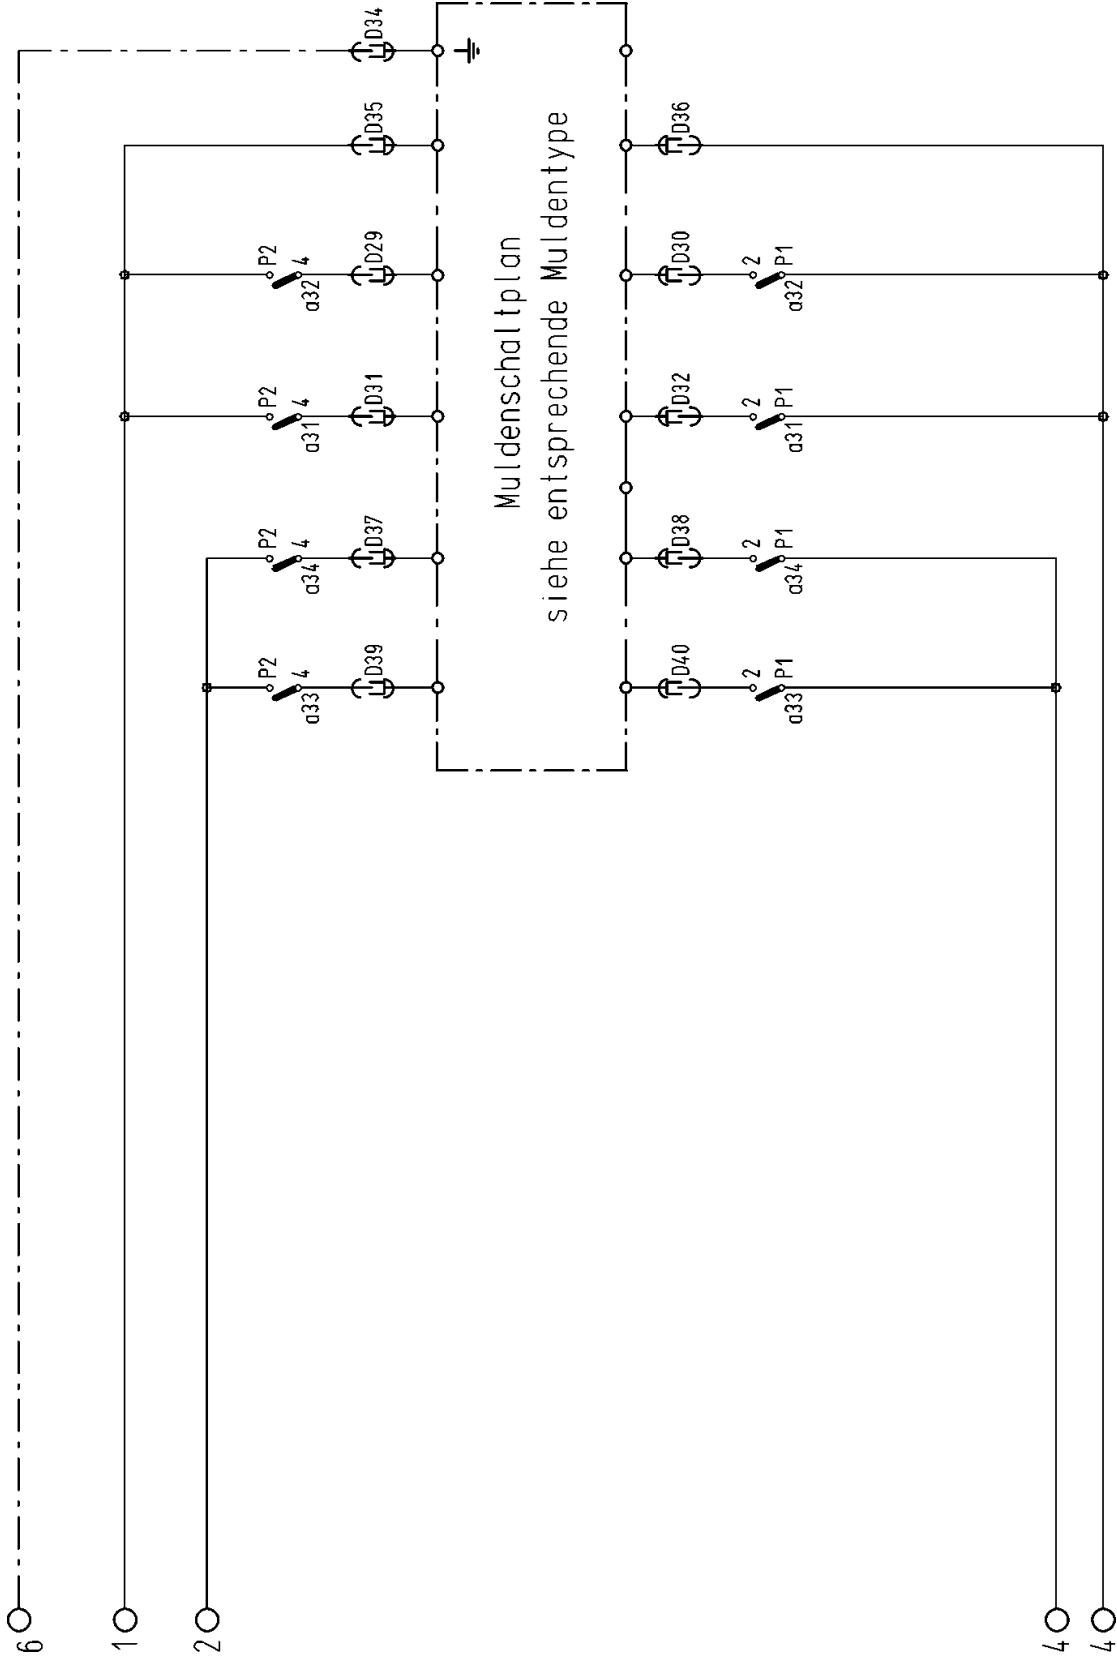 D34
D35
D36
P2
4
a32
D29
D30
2
P1
a32
P2
4
a31
D31
D32
2
P1
a31
P2
4
a34
D37
D38
2
P1
a34
P2
4
a33
D39
D40
2
P1
a33
Muldenschaltplan
siehe entsprechende Muldentype
6
1
2
4
4